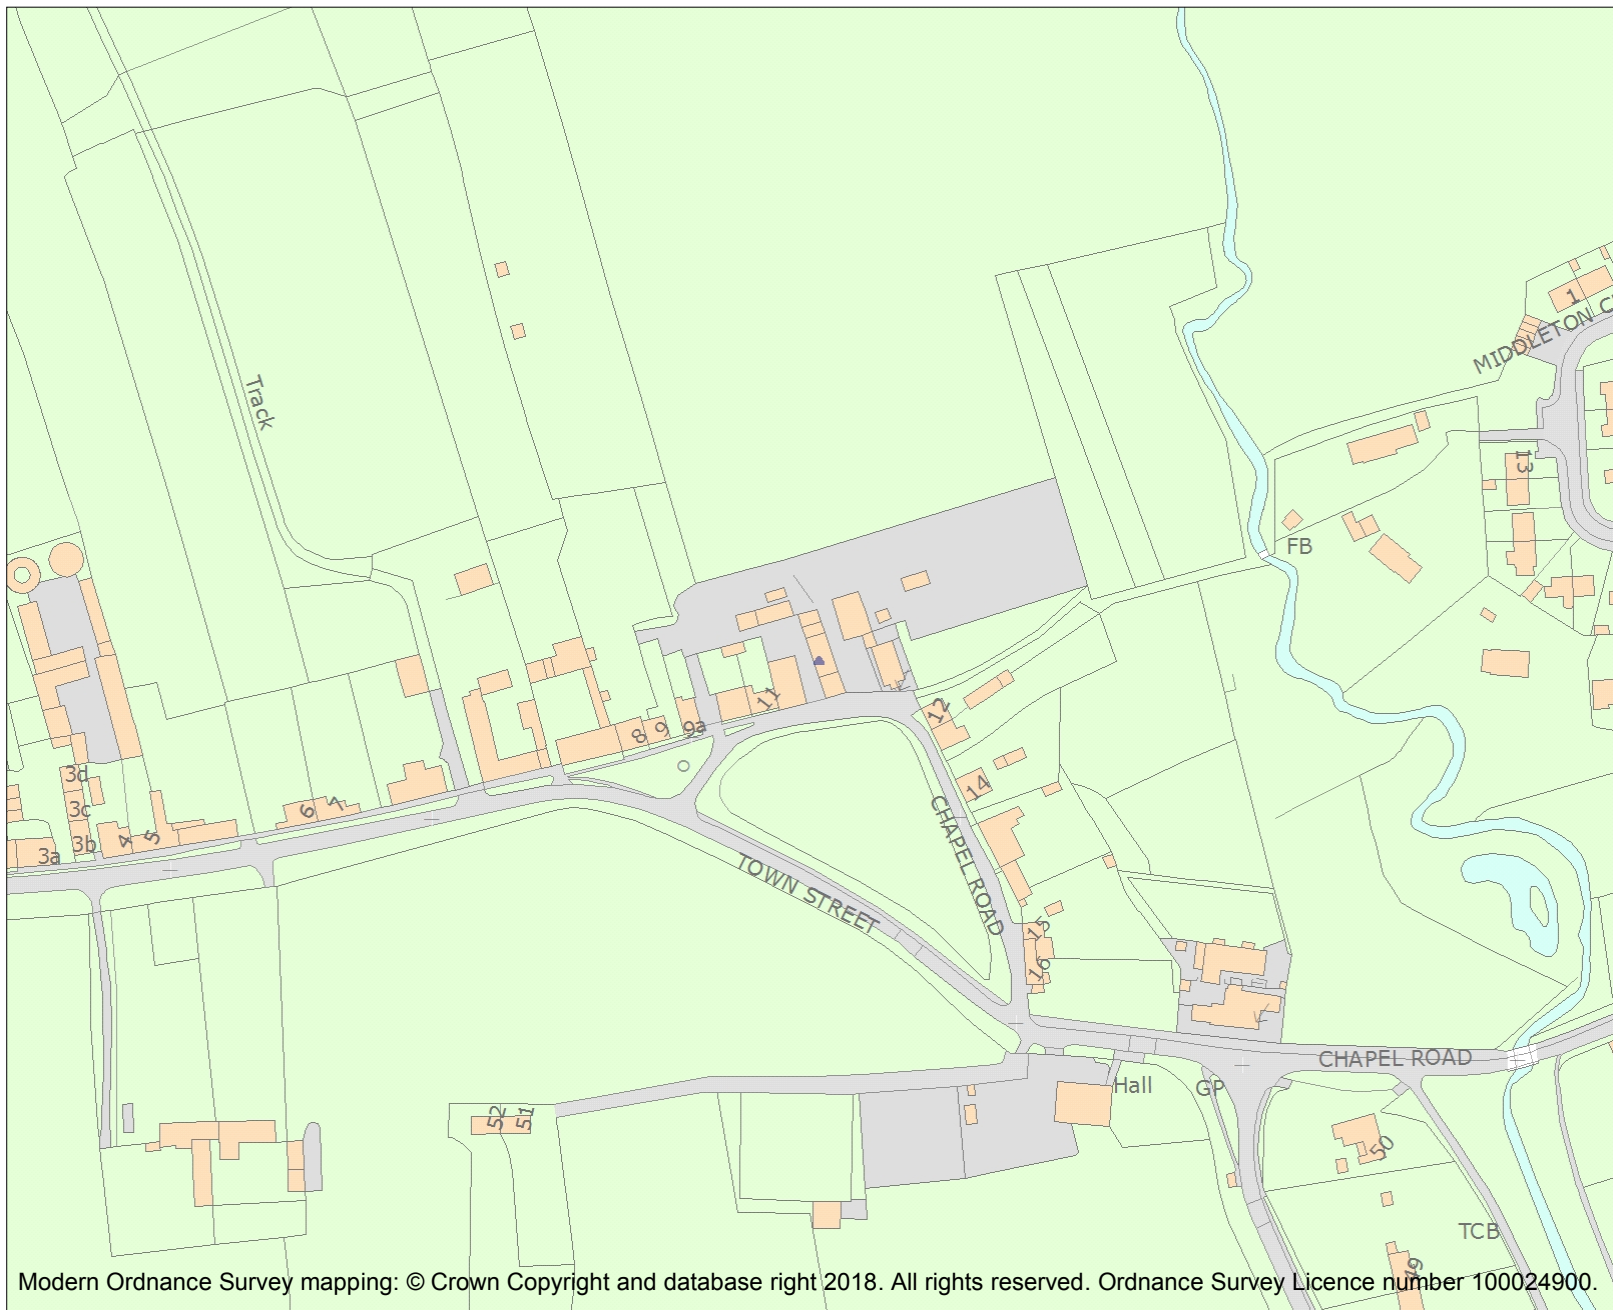 1
MIDDLETON C
Track
13
FB
12
11
9a
9
8
14
3d
3c
3b
3a
4
5
6
7
CHAPEL ROAD
TOWN STREET
15
16
CHAPEL ROAD
Hall
GP
52
51
50
TCB
49
Modern Ordnance Survey mapping: © Crown Copyright and database right 2018. All rights reserved. Ordnance Survey Licence number 100024900.